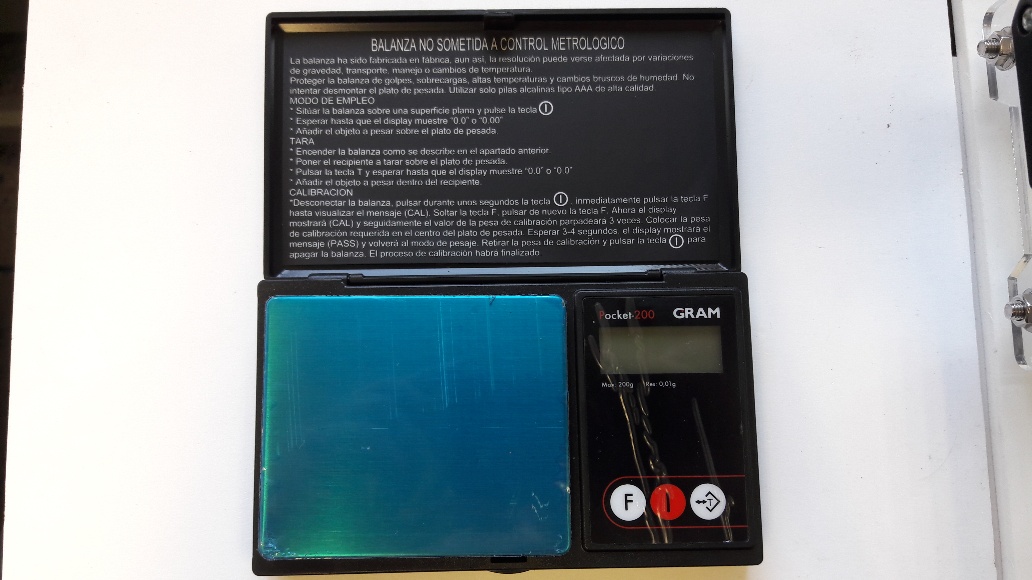 BALANZA NO SOMETIDA A CONTROL METROLOGICO
La balanza ha sido fabricada en fábrica, aun así, la resolución puede verse afectada por variaciones
de gravedad, transporte, manejo o cambios de temperatura.
Proteger la balanza de golpes, sobrecargas, altas temperaturas y cambios bruscos de humedad. No
intentar desmontar el plato de pesada. Utilizar solo pilas alcalinas tipo AAA de alta calidad.
MODO DE EMPLEO
* Sitúar la balanza sobre una superficie plana y pulse la tecla
* Esperar hasta que el display muestre "0.0" o "0.00"
* Añadir el objeto a pesar sobre el plato de pesada
TARA
* Encender la balanza como se describe en el apartado anterior.
* Poner el recipiente a tarar sobre el plato de pesada.
* Pulsar la tecla T y esperar hasta que el display muestre "0.0" o "0.0"
* Añadir el objeto a pesar dentro del recipiente.
CALIBRACION
*Desconectar la balanza, pulsar durante unos segundos la tecla , inmediatamente pulsar la tecla F
hasta visualizar el mensaje (CAL). Soltar la tecla F, pulsar de nuevo la tecla F. Ahora el display
mostrará (CAL) y seguidamente el valor de la pesa de calibración parpadeara 3 veces. Colocar la pesa
de calibración requerida en el centro del plato de pesada. Esperar 3-4 segundos, el display mostrará el
mensaje (PASS) y volverá al modo de pesaje. Retirar la pesa de calibración y pulsar la tecla para
apagar la balanza. El proceso de calibración habra finalizado
Pocket-200 GRAM
Max: 200g Res: 0,01g
F I T